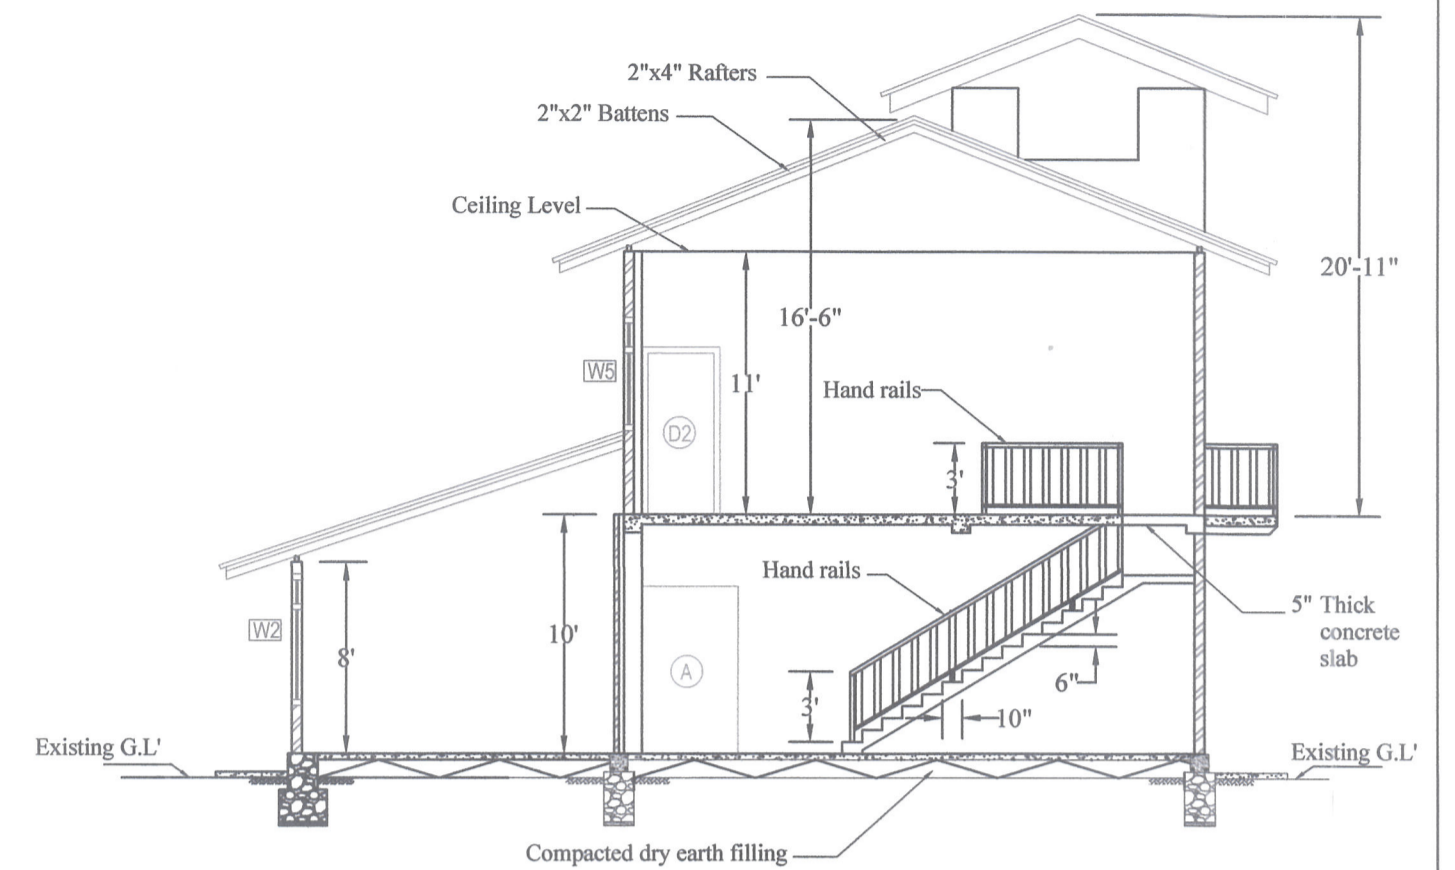 2"x4" Rafters
2"x2" Battens
Ceiling Level
20'-11"
16'-6"
W5
11'
Hand rails
D2
3'
Hand rails
5" Thick
concrete
slab
W2
10'
8'
A
6"
3'
10"
Existing G.L'
Existing G.L'
Compacted dry earth filling